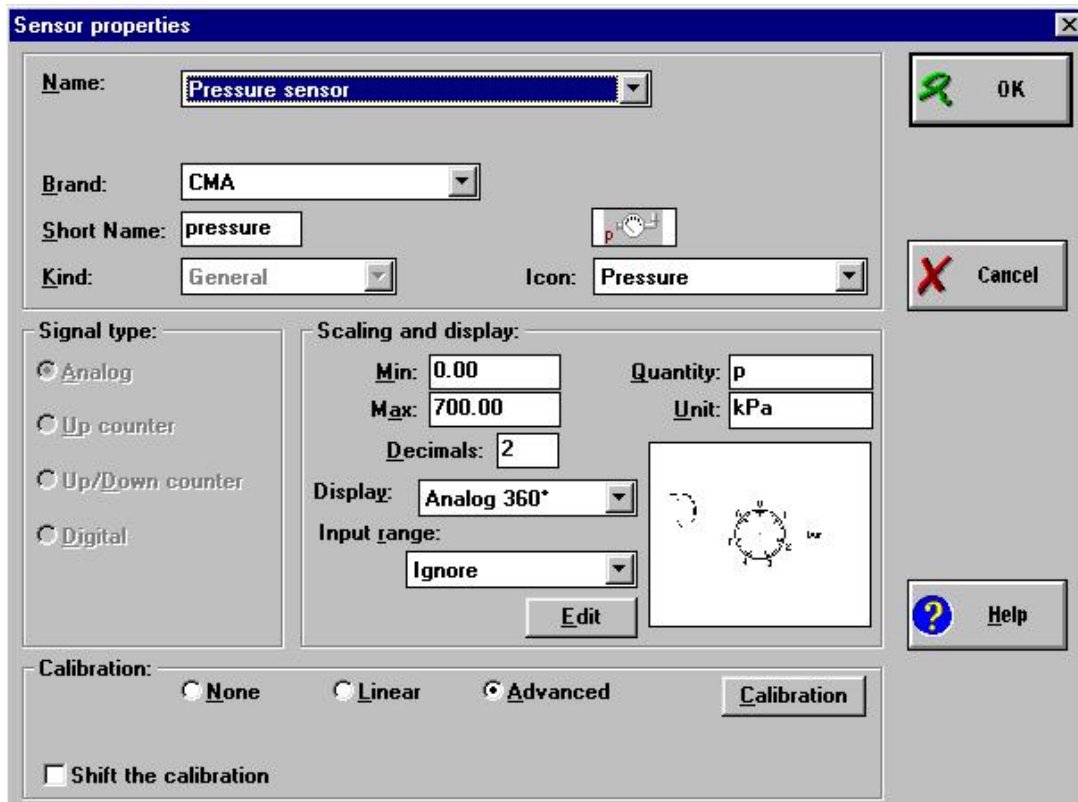 Sensor properties
Name: Pressure sensor
OK
Brand: CMA
Short Name: pressure
p
Kind: General
Icon: Pressure
Cancel
Signal type:
Analog
Up counter
Up/Down counter
Digital
Scaling and display:
Min: 0.00
Quantity: p
Max: 700.00
Unit: kPa
Decimals: 2
Display: Analog 360°
Input range:
Ignore
Edit
Help
Calibration:
None
Linear
Advanced
Calibration
Shift the calibration